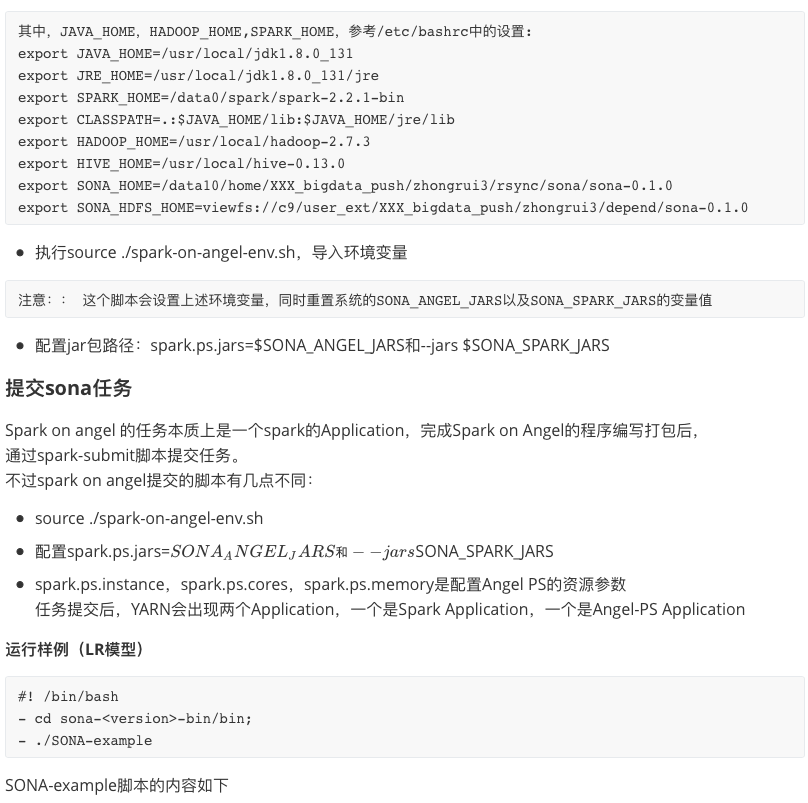 其中，JAVA_HOME，HADOOP_HOME,SPARK_HOME，参考/etc/bashrc中的设置：
export JAVA_HOME=/usr/local/jdk1.8.0_131
export JRE_HOME=/usr/local/jdk1.8.0_131/jre
export SPARK_HOME=/data0/spark/spark-2.2.1-bin
export CLASSPATH=.:$JAVA_HOME/lib:$JAVA_HOME/jre/lib
export HADOOP_HOME=/usr/local/hadoop-2.7.3
export HIVE_HOME=/usr/local/hive-0.13.0
export SONA_HOME=/data10/home/XXX_bigdata_push/zhongrui3/rsync/sona/sona-0.1.0
export SONA_HDFS_HOME=viewfs://c9/user_ext/XXX_bigdata_push/zhongrui3/depend/sona-0.1.0
● 执行source ./spark-on-angel-env.sh，导入环境变量
注意：： 这个脚本会设置上述环境变量，同时重置系统的SONA_ANGEL_JARS以及SONA_SPARK_JARS的变量值
● 配置jar包路径：spark.ps.jars=$SONA_ANGEL_JARS和--jars $SONA_SPARK_JARS
提交sona任务
Spark on angel 的任务本质上是一个spark的Application，完成Spark on Angel的程序编写打包后，
通过spark-submit脚本提交任务。
不过spark on angel提交的脚本有几点不同：
● source ./spark-on-angel-env.sh
● 配置spark.ps.jars=SONA_ANGEL_JARS和−−jarsSONA_SPARK_JARS
● spark.ps.instance，spark.ps.cores，spark.ps.memory是配置Angel PS的资源参数
任务提交后，YARN会出现两个Application，一个是Spark Application，一个是Angel-PS Application
运行样例（LR模型）
#! /bin/bash
- cd sona-<version>-bin/bin;
- ./SONA-example
SONA-example脚本的内容如下